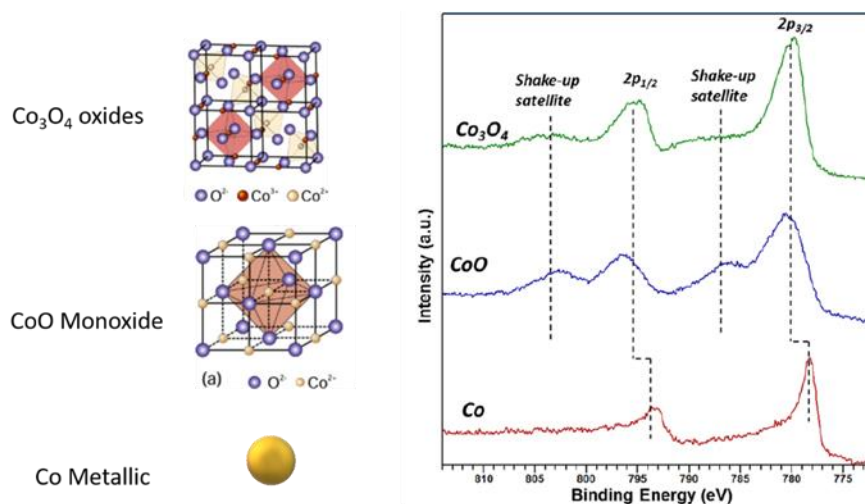 Co₃O₄ oxides
O²⁻ Co³⁺ Co²⁺
CoO Monoxide
(a)
O²⁻ Co²⁺
Co Metallic
2p₃/₂
Shake-up
satellite
2p₁/₂
Shake-up
satellite
Co₃O₄
CoO
Co
Intensity (a.u.)
810 805 800 795 790 785 780 775
Binding Energy (eV)